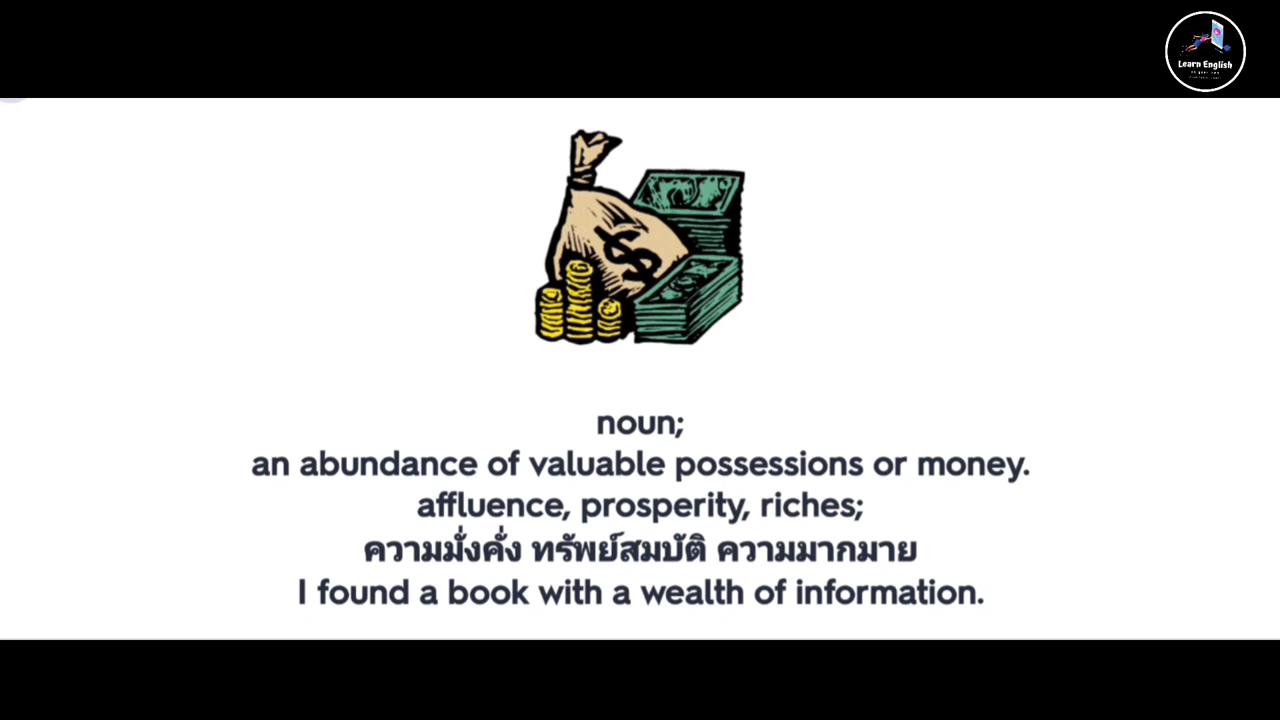 Learn English
noun;
an abundance of valuable possessions or money.
affluence, prosperity, riches;
ความมั่งคั่ง ทรัพย์สมบัติ ความมากมาย
I found a book with a wealth of information.